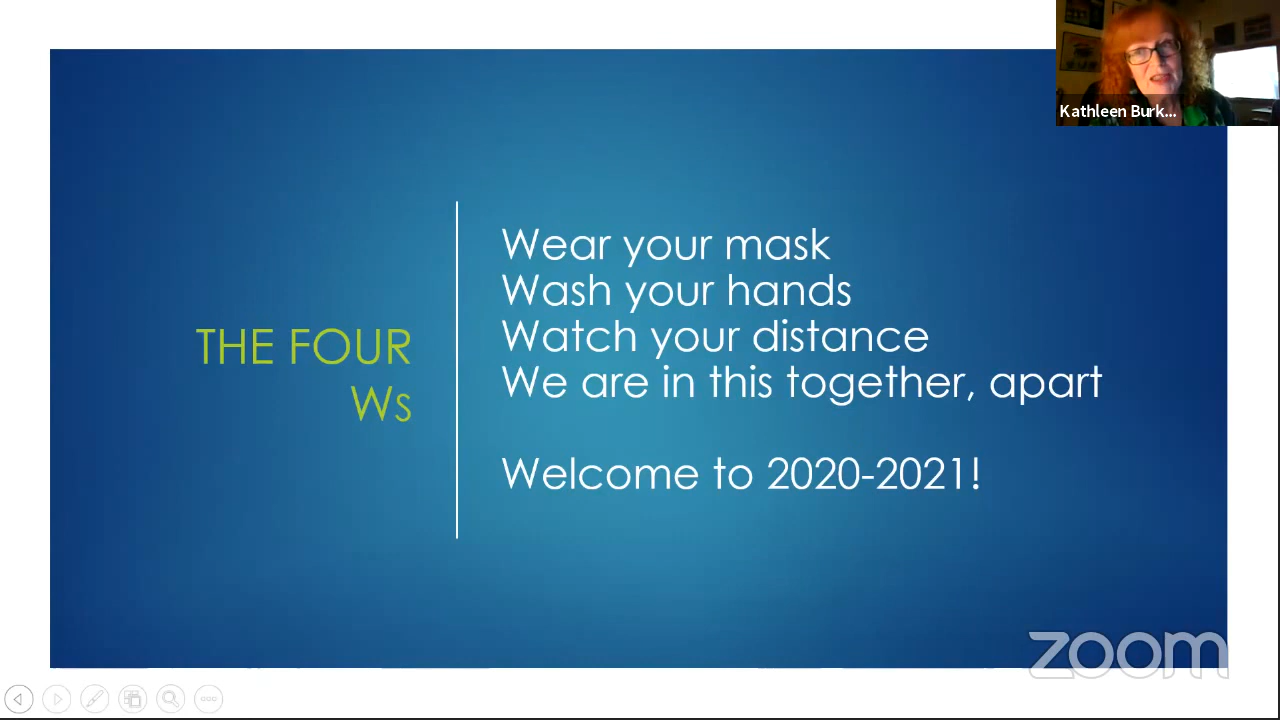 Kathleen Burk...
THE FOUR
Ws
Wear your mask
Wash your hands
Watch your distance
We are in this together, apart
Welcome to 2020-2021!
zoom